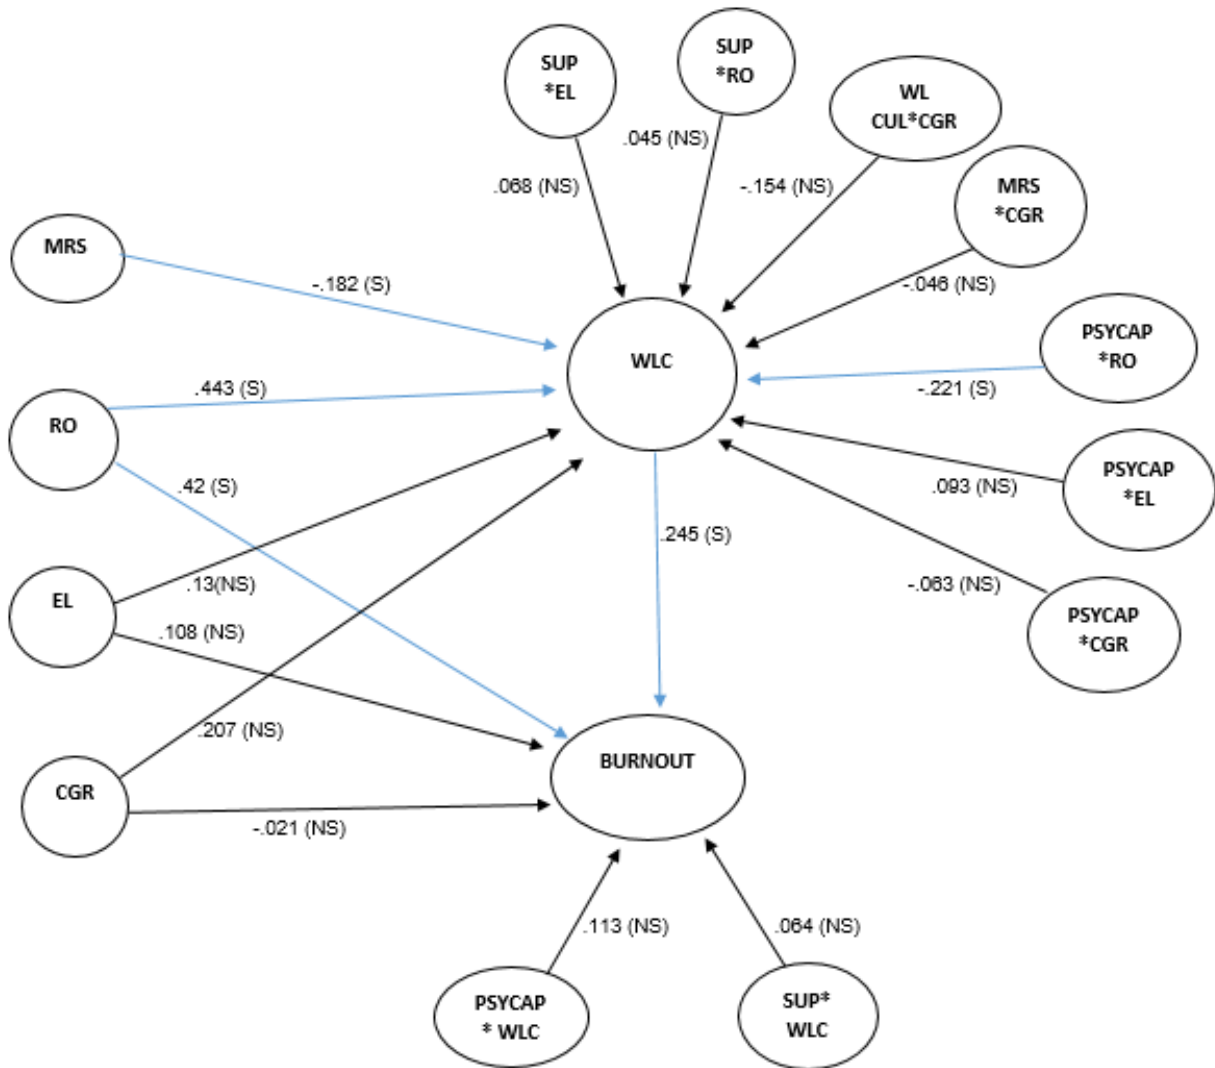 SUP
*EL
SUP
*RO
WL
CUL*CGR
.045 (NS)
.068 (NS)
-.154 (NS)
MRS
*CGR
MRS
-.182 (S)
-.046 (NS)
PSYCAP
*RO
WLC
.443 (S)
-.221 (S)
RO
.42 (S)
.093 (NS)
PSYCAP
*EL
.245 (S)
.13(NS)
-.063 (NS)
EL
.108 (NS)
PSYCAP
*CGR
.207 (NS)
BURNOUT
CGR
-.021 (NS)
.113 (NS)
.064 (NS)
PSYCAP
* WLC
SUP*
WLC